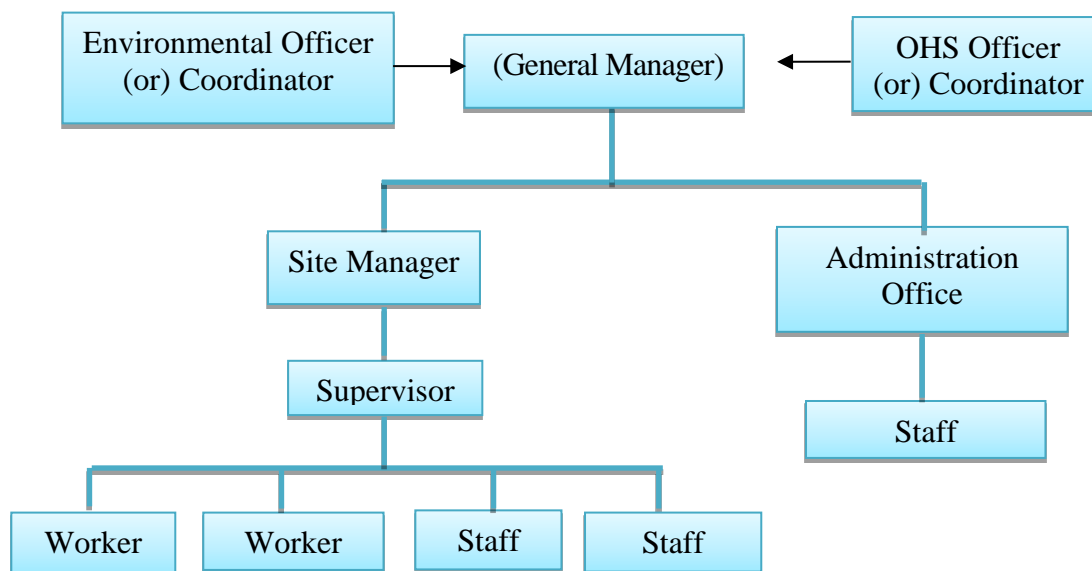 Environmental Officer
(or) Coordinator
(General Manager)
OHS Officer
(or) Coordinator
Site Manager
Administration
Office
Supervisor
Staff
Worker
Worker
Staff
Staff